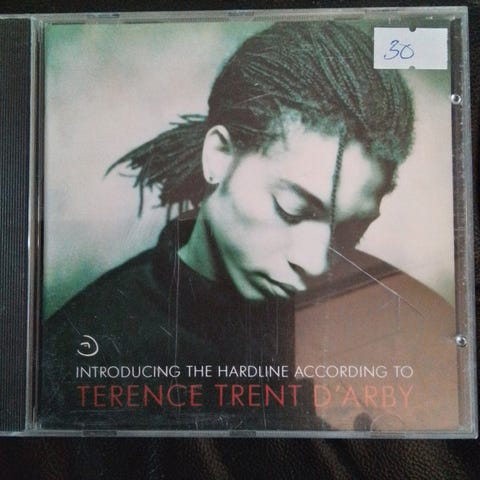 30
INTRODUCING THE HARDLINE ACCORDING TO
TERENCE TRENT D'ARBY